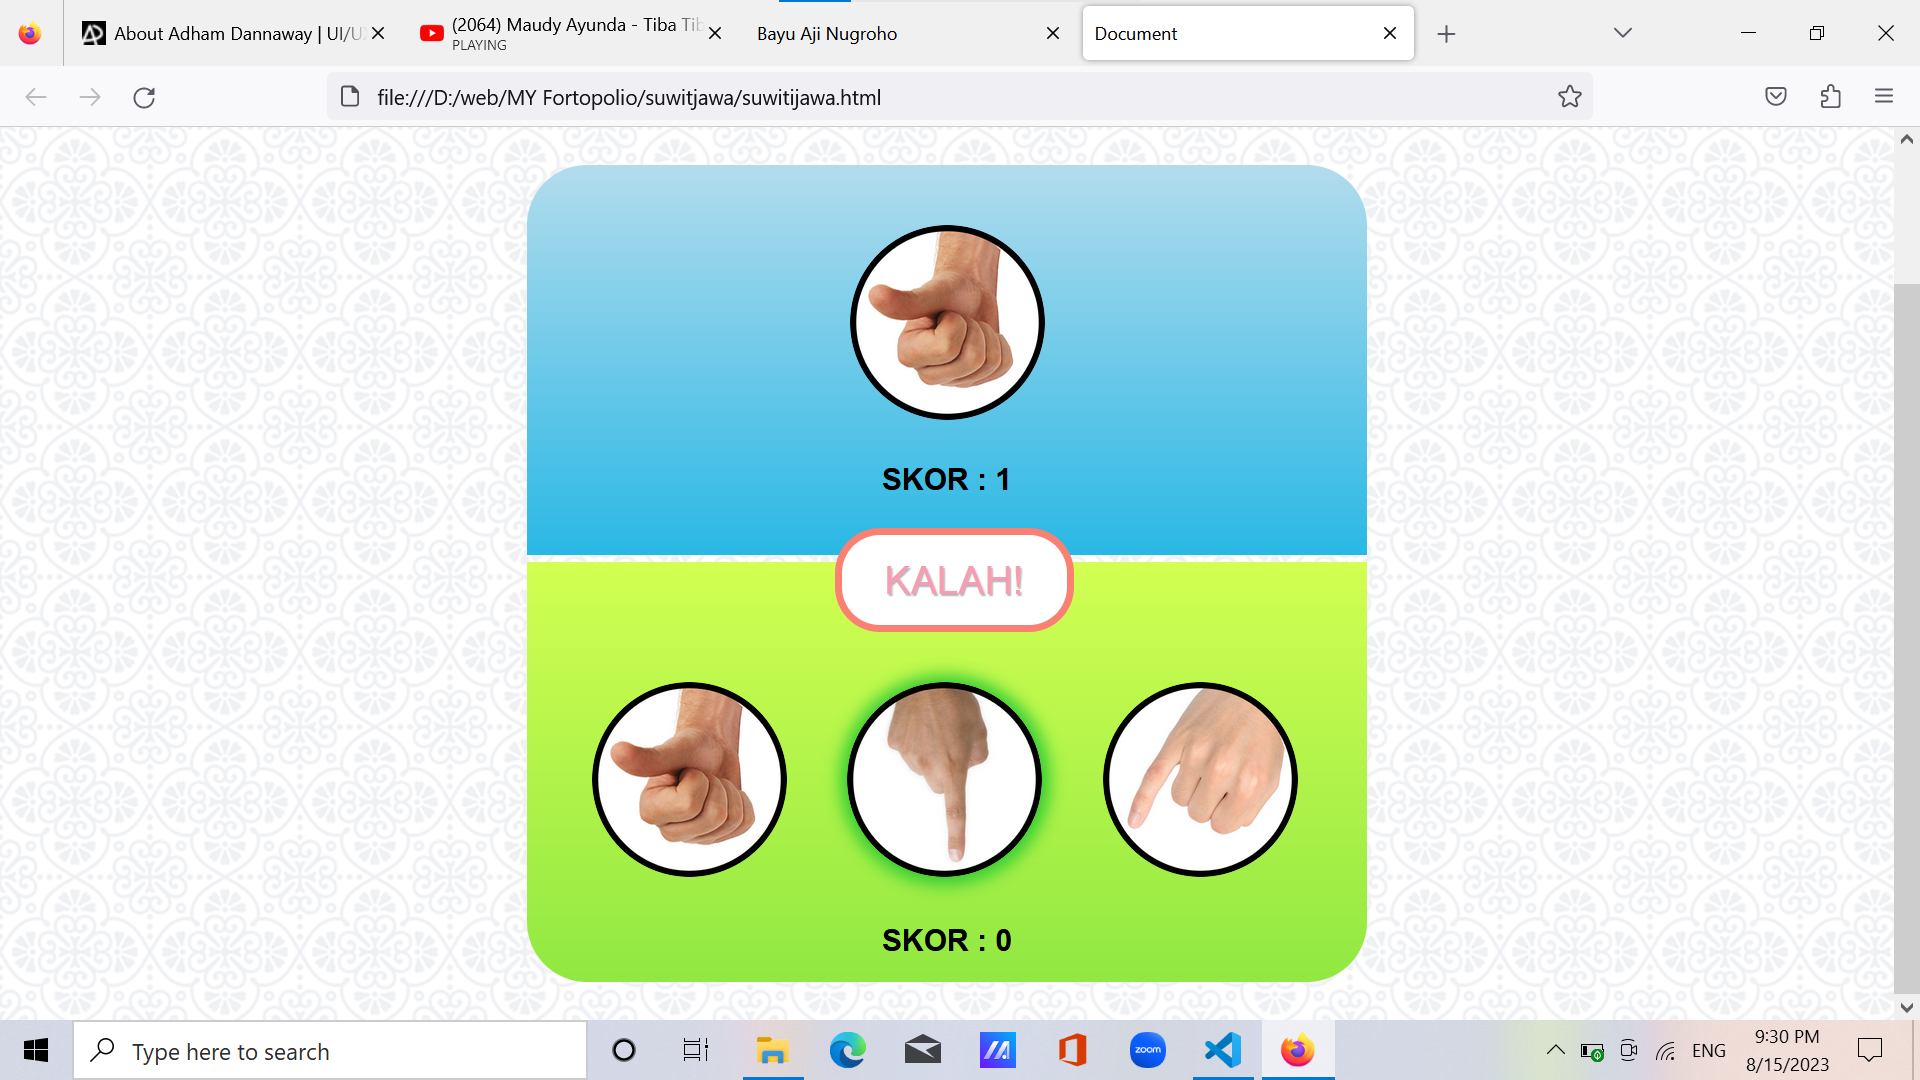 About Adham Dannaway | UI/U
(2064) Maudy Ayunda - Tiba Tib
PLAYING
Bayu Aji Nugroho
Document
file:///D:/web/MY Fortopolio/suwitjawa/suwitijawa.html
SKOR : 1
KALAH!
SKOR : 0
Type here to search
zoom
ENG
9:30 PM
8/15/2023